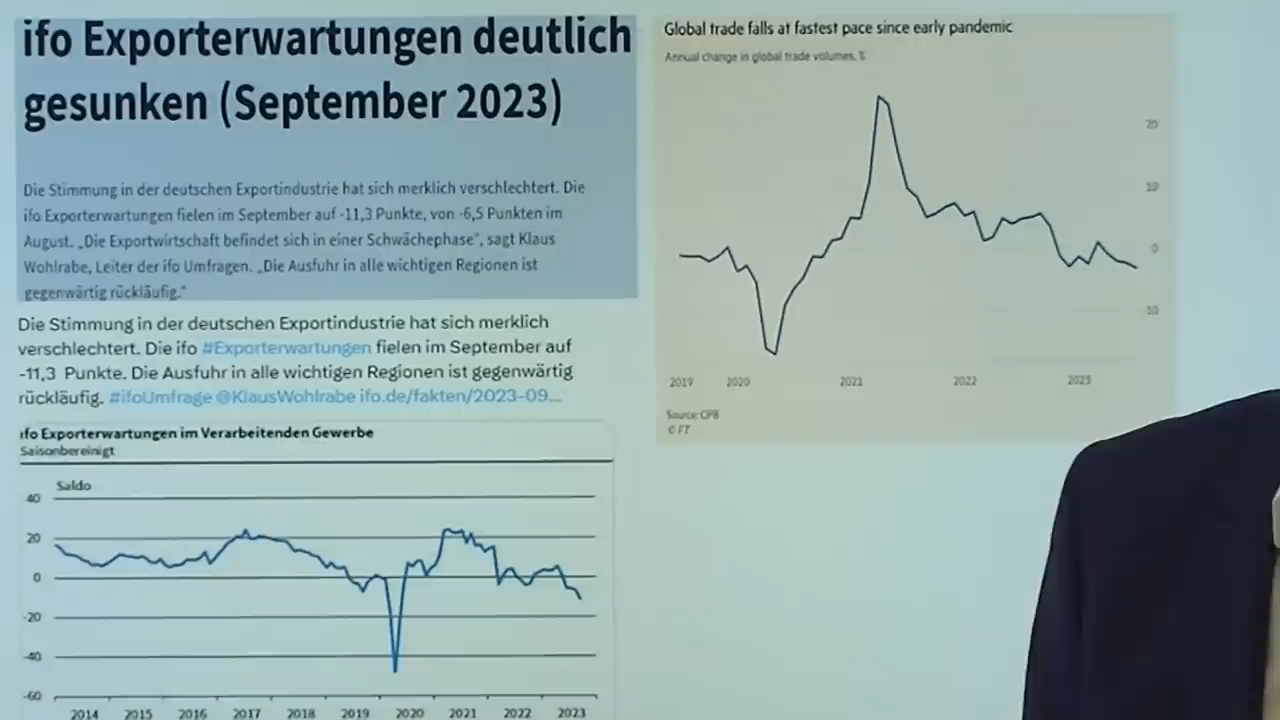 ifo Exporterwartungen deutlich
gesunken (September 2023)
Die Stimmung in der deutschen Exportindustrie hat sich merklich verschlechtert. Die
ifo Exporterwartungen fielen im September auf -11,3 Punkte, von -6,5 Punkten im
August. „Die Exportwirtschaft befindet sich in einer Schwächephase“, sagt Klaus
Wohlrabe, Leiter der ifo Umfragen. „Die Ausfuhr in alle wichtigen Regionen ist
gegenwärtig rückläufig.“
Die Stimmung in der deutschen Exportindustrie hat sich merklich
verschlechtert. Die ifo #Exporterwartungen fielen im September auf
-11,3 Punkte. Die Ausfuhr in alle wichtigen Regionen ist gegenwärtig
rückläufig. #ifoUmfrage @KlausWohlrabe ifo.de/fakten/2023-09...
ifo Exporterwartungen im Verarbeitenden Gewerbe
Saisonbereinigt
Saldo
40
20
0
-20
-40
-60
2014 2015 2016 2017 2018 2019 2020 2021 2022 2023
Global trade falls at fastest pace since early pandemic
Annual change in global trade volumes, %
20
10
0
-10
2019 2020 2021 2022 2023
Source: CPB
© FT